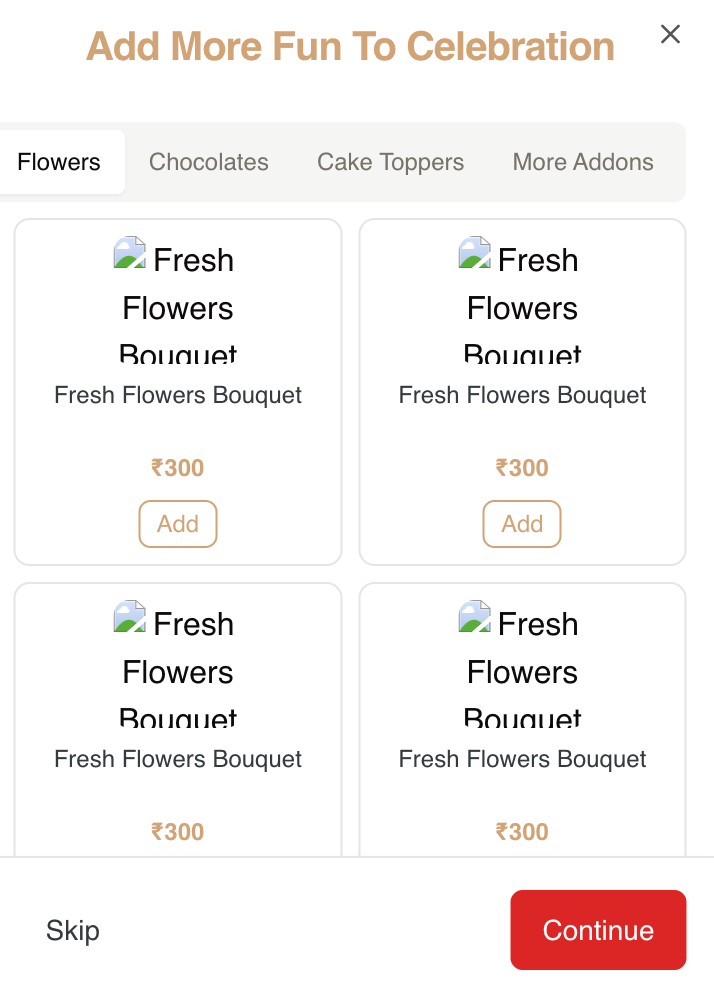 Add More Fun To Celebration
Flowers Chocolates Cake Toppers More Addons
Fresh Fresh
Flowers Flowers
Bouquet Bouquet
Fresh Flowers Bouquet Fresh Flowers Bouquet
₹300 ₹300
Add Add
Fresh Fresh
Flowers Flowers
Bouquet Bouquet
Fresh Flowers Bouquet Fresh Flowers Bouquet
₹300 ₹300
Skip Continue